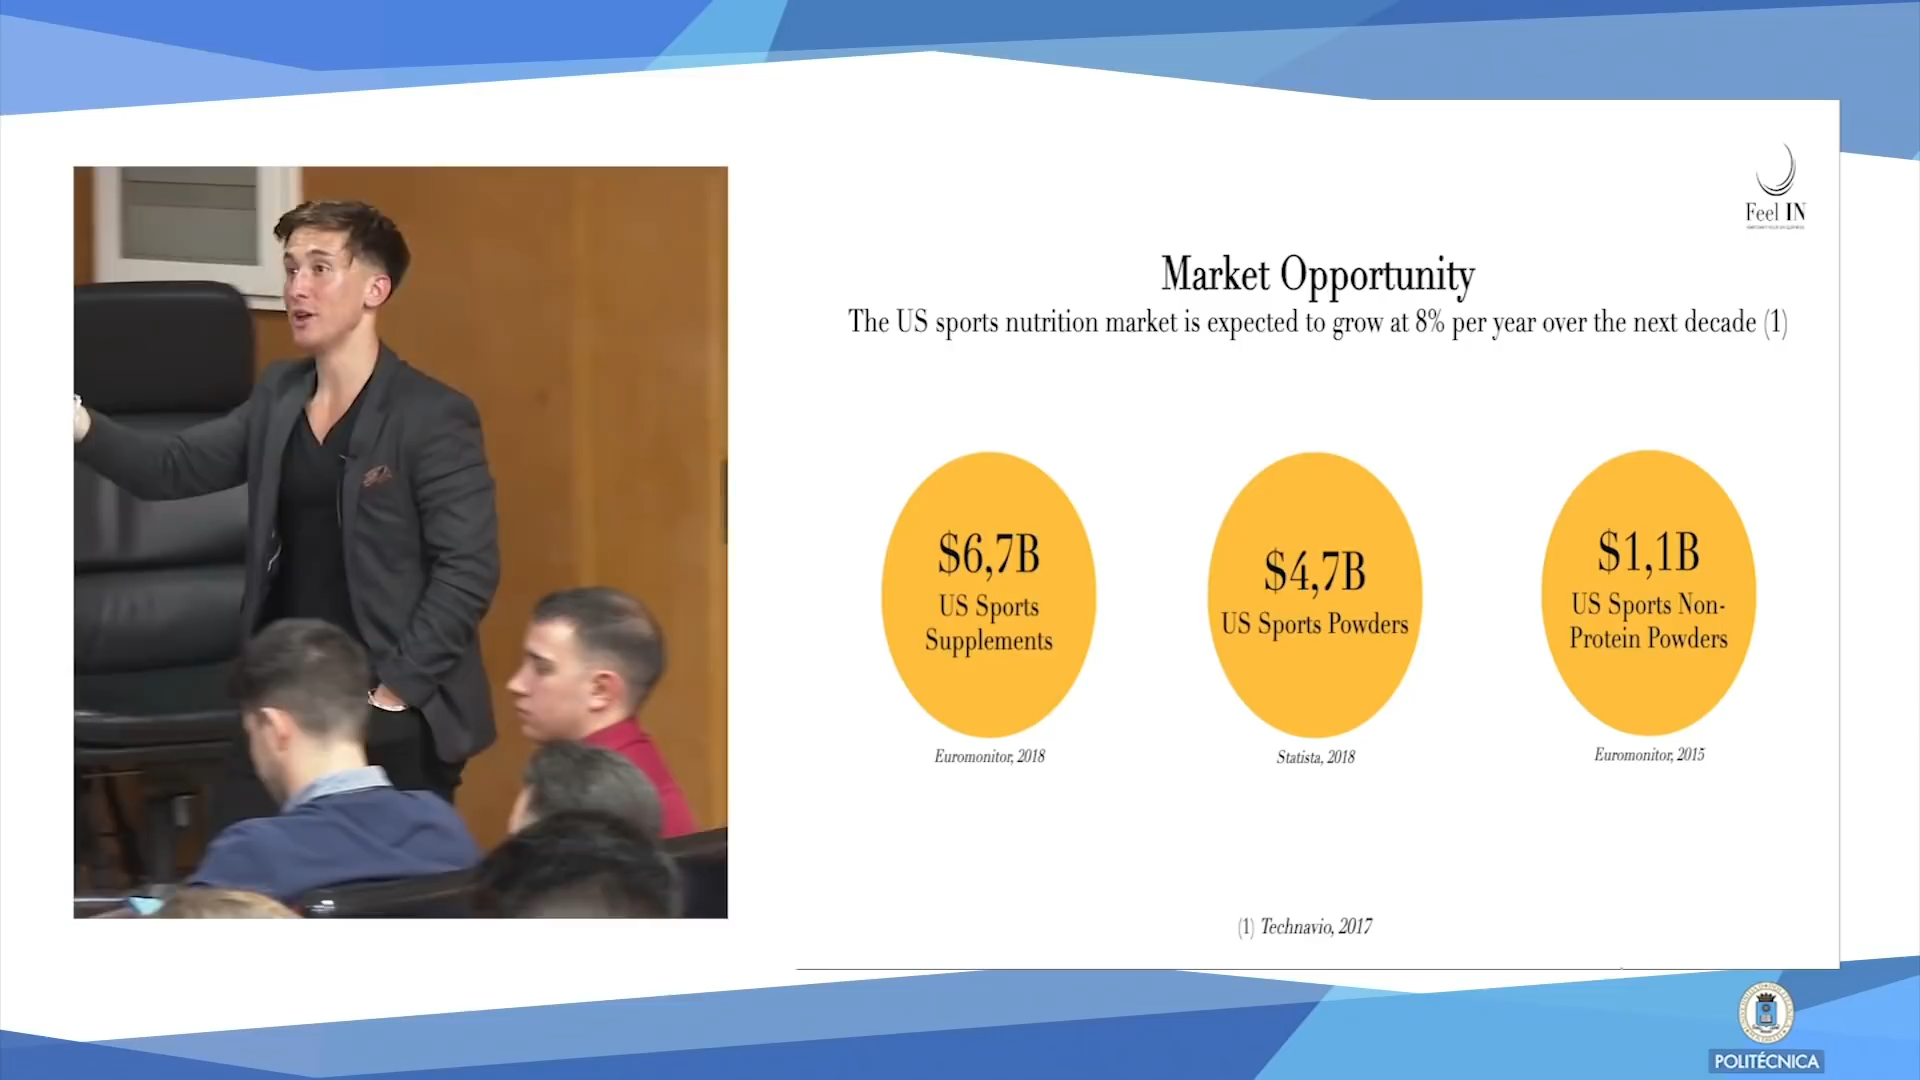 Feel IN
Market Opportunity
The US sports nutrition market is expected to grow at 8% per year over the next decade (1)
$6,7B
US Sports
Supplements
Euromonitor, 2018
$4,7B
US Sports Powders
Statista, 2018
$1,1B
US Sports Non-
Protein Powders
Euromonitor, 2015
(1) Technavio, 2017
POLITÉCNICA